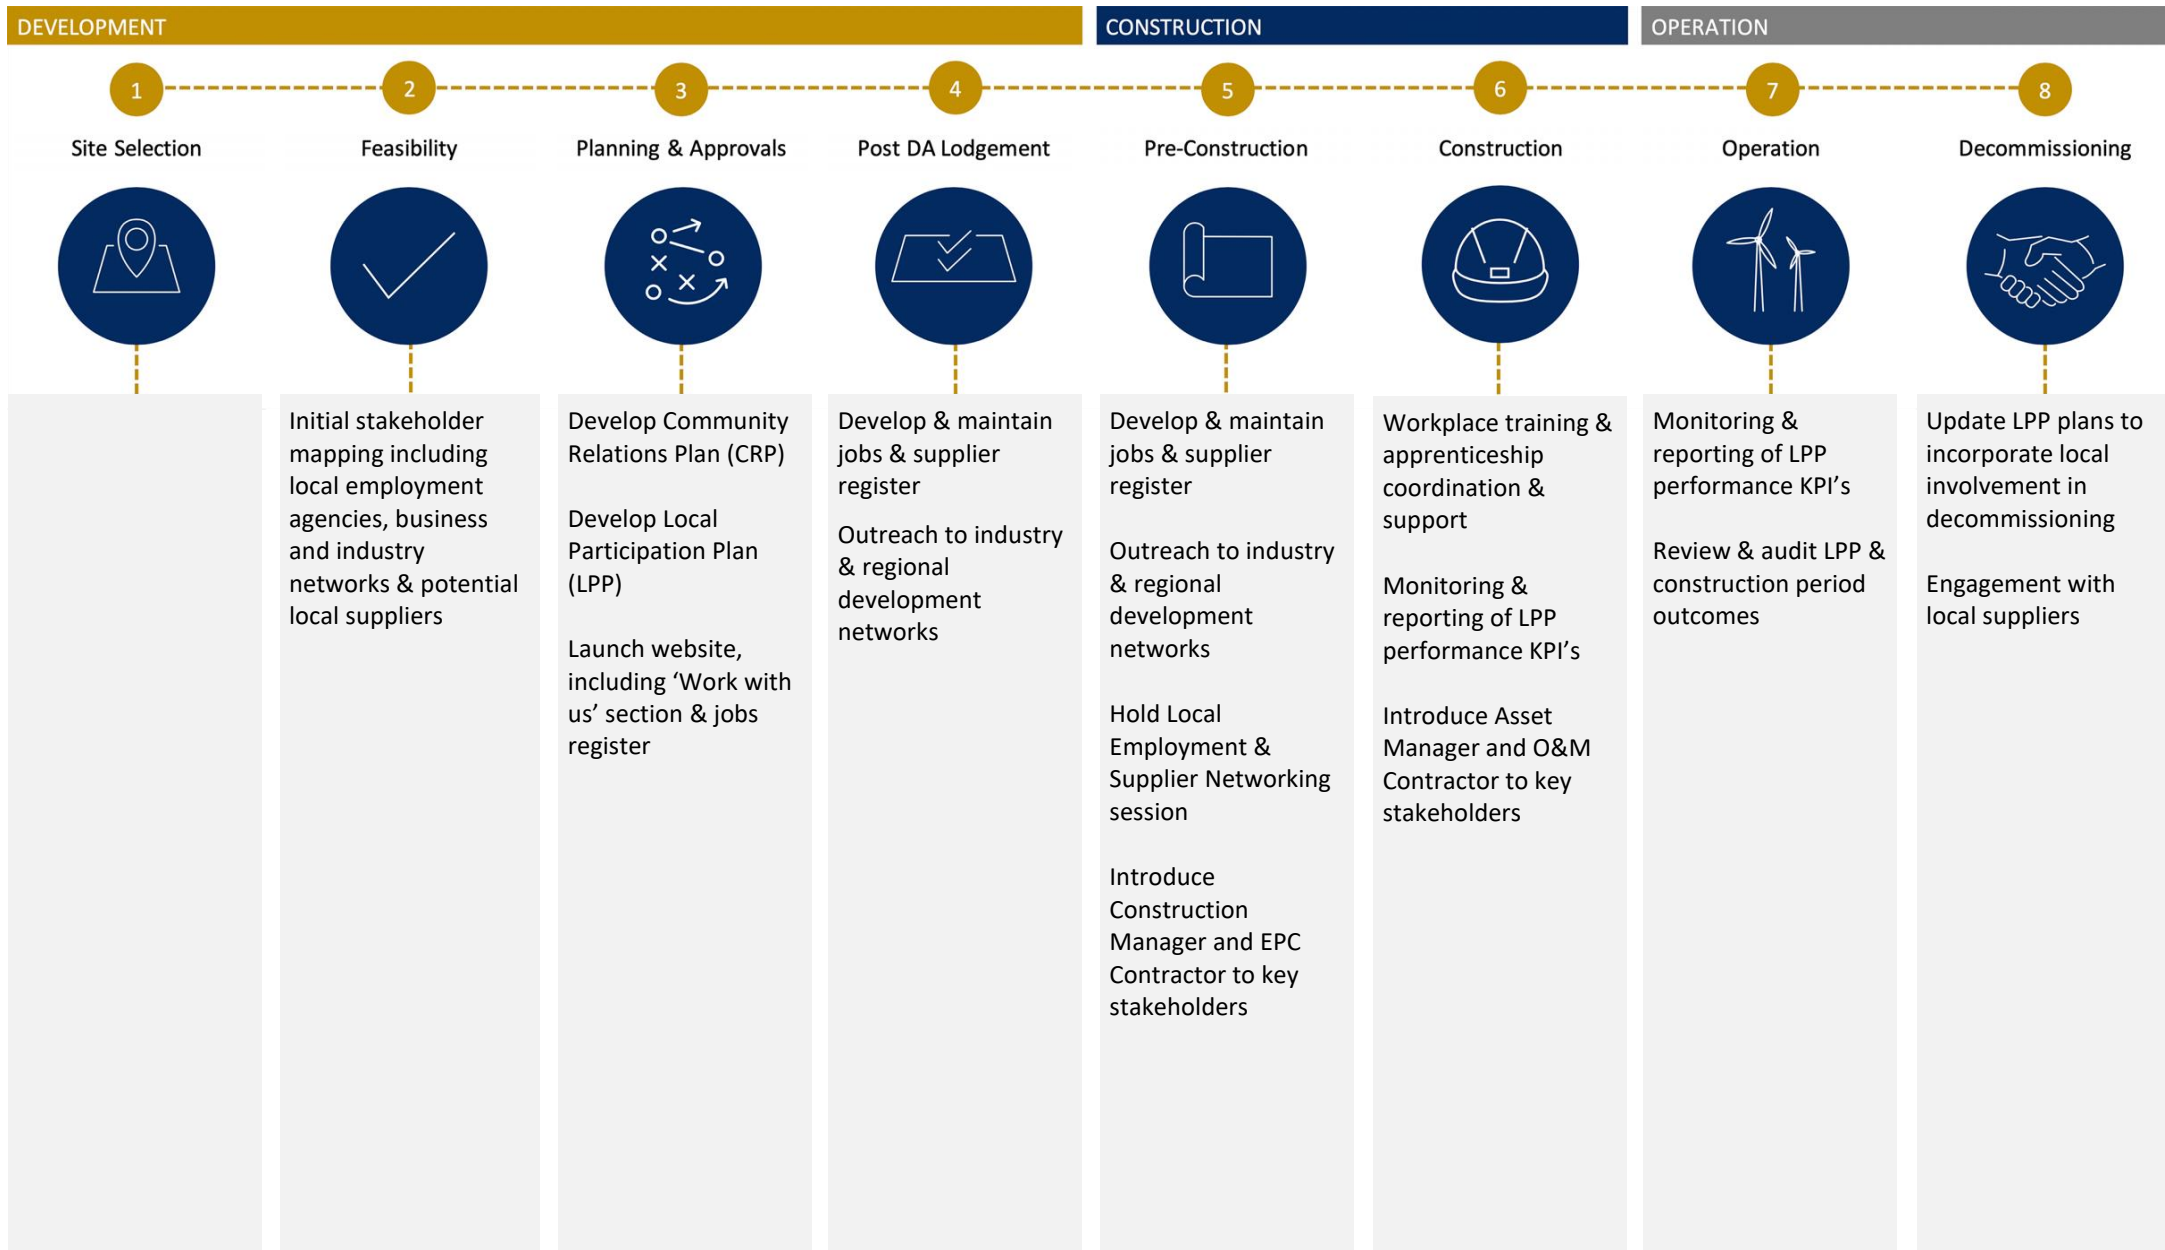 DEVELOPMENT
CONSTRUCTION
OPERATION
1
2
3
4
5
6
7
8
Site Selection
Feasibility
Planning & Approvals
Post DA Lodgement
Pre-Construction
Construction
Operation
Decommissioning
Initial stakeholder
mapping including
local employment
agencies, business
and industry
networks & potential
local suppliers
Develop Community
Relations Plan (CRP)
Develop Local
Participation Plan
(LPP)
Launch website,
including ‘Work with
us’ section & jobs
register
Develop & maintain
jobs & supplier
register
Outreach to industry
& regional
development
networks
Develop & maintain
jobs & supplier
register
Outreach to industry
& regional
development
networks
Hold Local
Employment &
Supplier Networking
session
Introduce
Construction
Manager and EPC
Contractor to key
stakeholders
Workplace training &
apprenticeship
coordination &
support
Monitoring &
reporting of LPP
performance KPI’s
Introduce Asset
Manager and O&M
Contractor to key
stakeholders
Monitoring &
reporting of LPP
performance KPI’s
Review & audit LPP &
construction period
outcomes
Update LPP plans to
incorporate local
involvement in
decommissioning
Engagement with
local suppliers